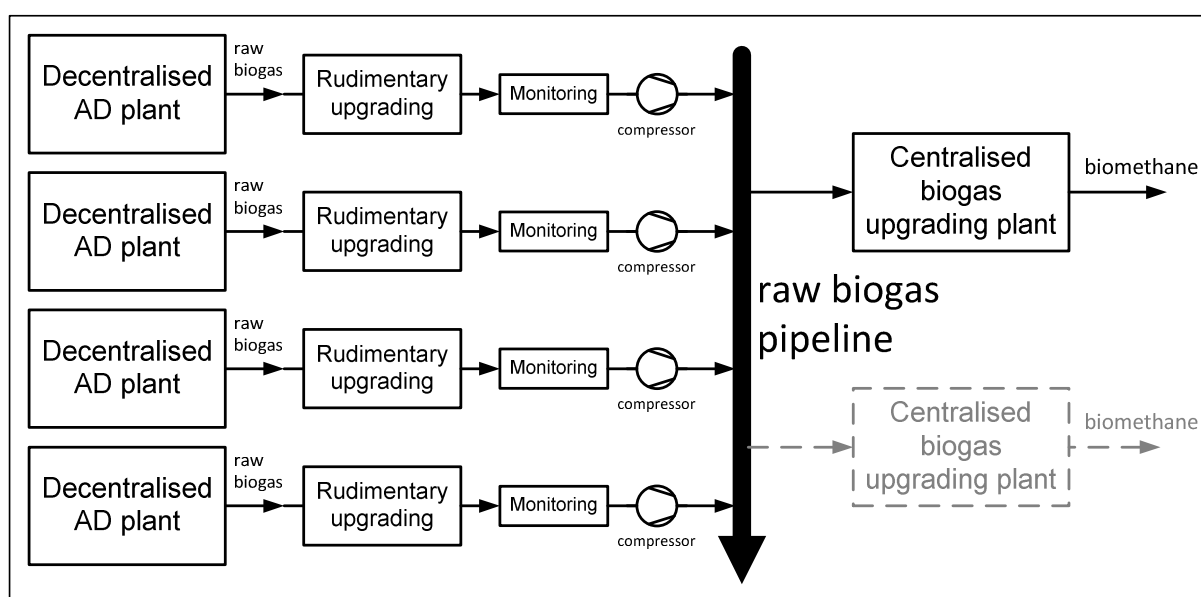 Decentralised
AD plant
raw
biogas
Rudimentary
upgrading
Monitoring
compressor
Decentralised
AD plant
raw
biogas
Rudimentary
upgrading
Monitoring
compressor
Decentralised
AD plant
raw
biogas
Rudimentary
upgrading
Monitoring
compressor
Decentralised
AD plant
raw
biogas
Rudimentary
upgrading
Monitoring
compressor
raw biogas
pipeline
Centralised
biogas
upgrading plant
biomethane
Centralised
biogas
upgrading plant
biomethane